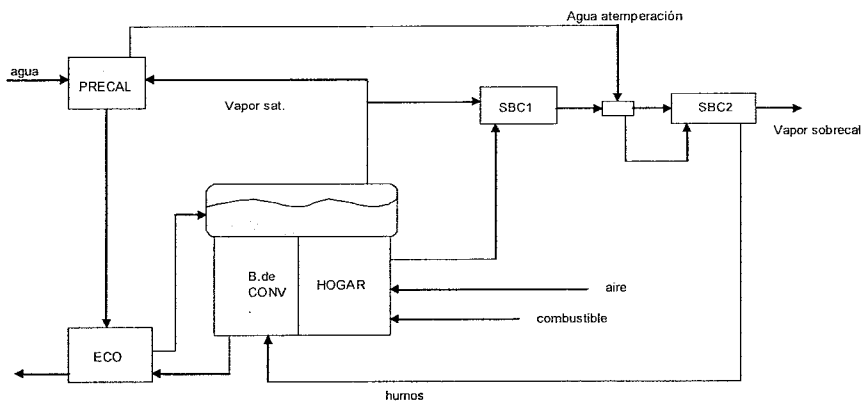 Agua atemperación
agua
PRECAL
Vapor sat.
SBC1
SBC2
Vapor sobrecal
B.de
CONV
.
HOGAR
aire
combustible
ECO
humos